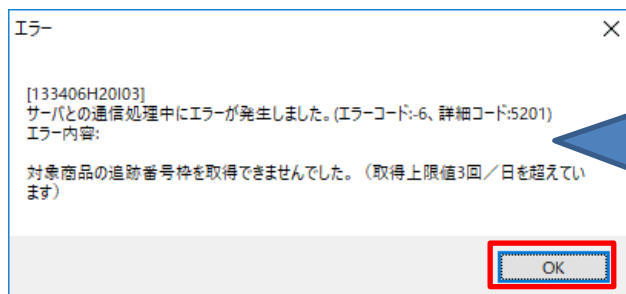 エラー
[133406H20I03]
サーバとの通信処理中にエラーが発生しました。(エラーコード:-6、詳細コード:5201)
エラー内容:
対象商品の追跡番号枠を取得できませんでした。（取得上限値3回／日を超えてい
ます）
OK